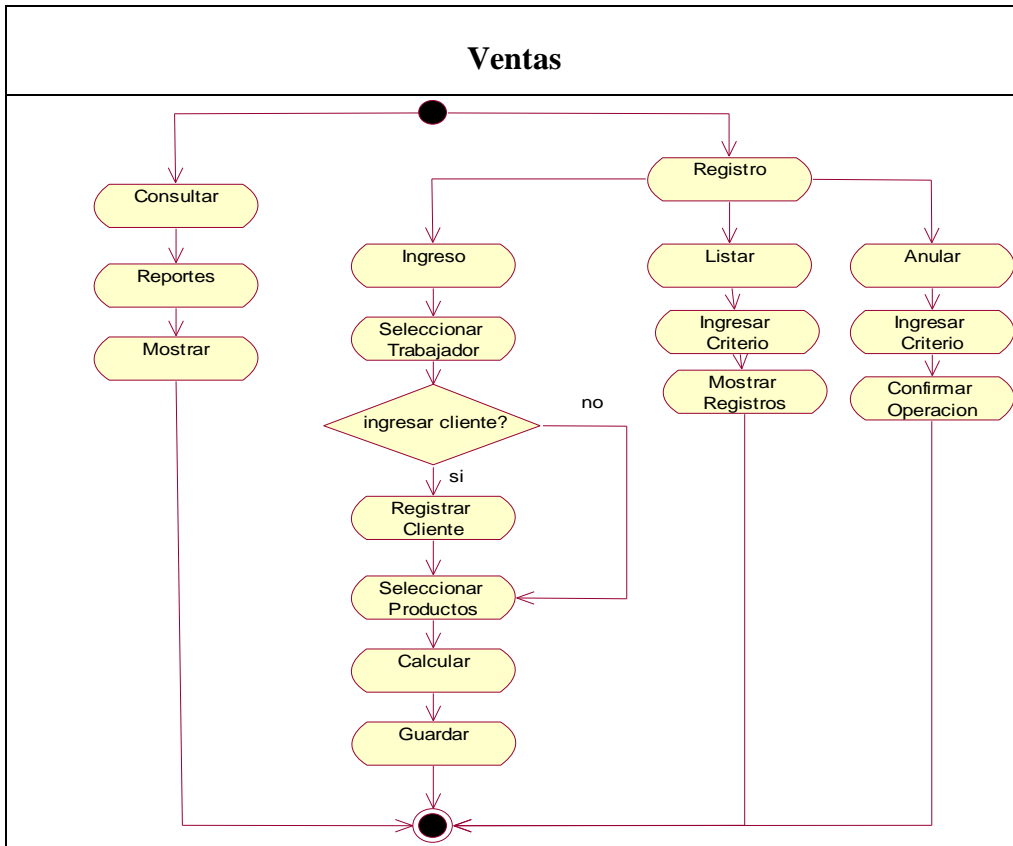 Ventas
Consultar
Reportes
Mostrar
Registro
Ingreso
Seleccionar
Trabajador
ingresar cliente?
no
si
Registrar
Cliente
Seleccionar
Productos
Calcular
Guardar
Listar
Ingresar
Criterio
Mostrar
Registros
Anular
Ingresar
Criterio
Confirmar
Operacion